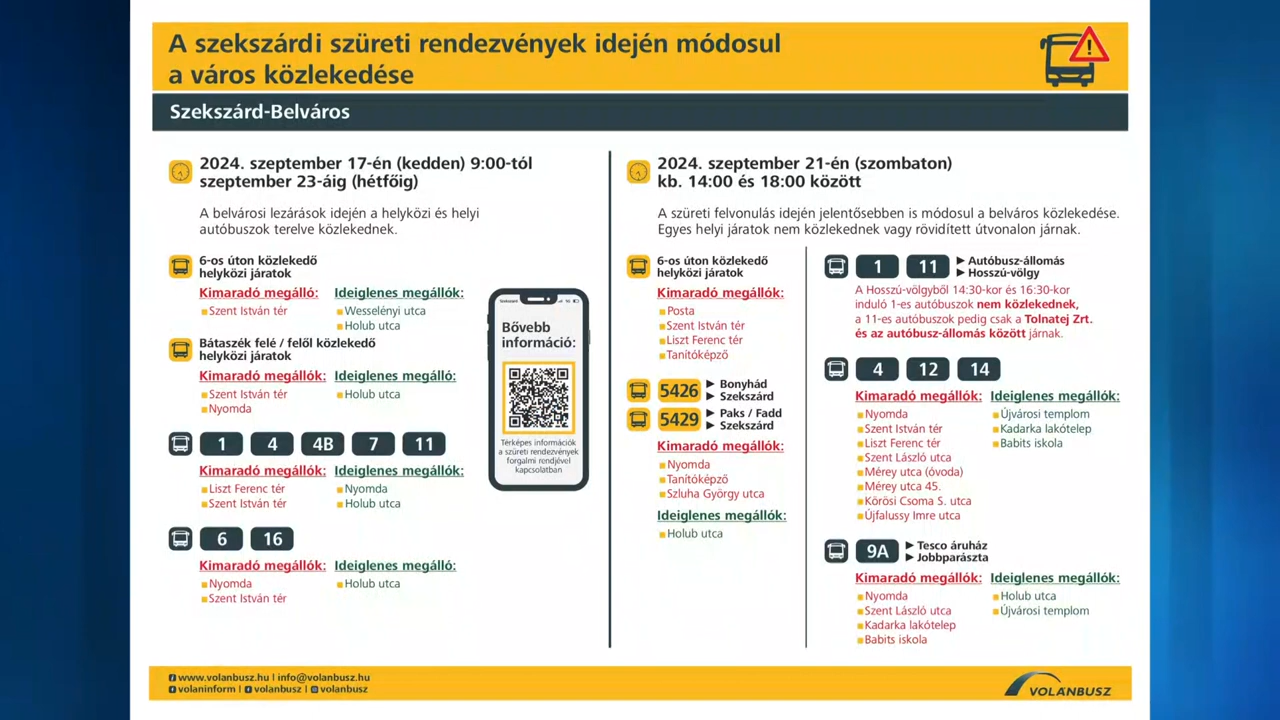 A szekszárdi szüreti rendezvények idején módosul
a város közlekedése
Szekszárd-Belváros
2024. szeptember 17-én (kedden) 9:00-tól
szeptember 23-áig (hétfőig)
A belvárosi lezárások idején a helyközi és helyi
autóbuszok terelve közlekednek.
6-os úton közlekedő
helyközi járatok
Kimaradó megálló: Ideiglenes megállók:
Szent István tér Wesselényi utca
Holub utca
Bátaszék felé / felől közlekedő
helyközi járatok
Kimaradó megállók: Ideiglenes megálló:
Szent István tér Holub utca
Nyomda
1 4 4B 7 11
Kimaradó megállók: Ideiglenes megállók:
Liszt Ferenc tér Nyomda
Szent István tér Holub utca
6 16
Kimaradó megállók: Ideiglenes megálló:
Nyomda Holub utca
Szent István tér
Szekszárd
Bővebb
információ:
Térképes információk
a szüreti rendezvények
forgalmi rendjével
kapcsolatban
2024. szeptember 21-én (szombaton)
kb. 14:00 és 18:00 között
A szüreti felvonulás idején jelentősebben is módosul a belváros közlekedése.
Egyes helyi járatok nem közlekednek vagy rövidített útvonalon járnak.
6-os úton közlekedő
helyközi járatok
Kimaradó megállók:
Posta
Szent István tér
Liszt Ferenc tér
Tanítóképző
5426 ▶ Bonyhád
▶ Szekszárd
5429 ▶ Paks / Fadd
▶ Szekszárd
Kimaradó megállók:
Nyomda
Tanítóképző
Szluha György utca
Ideiglenes megállók:
Holub utca
1 11 ▶ Autóbusz-állomás
▶ Hosszú-völgy
A Hosszú-völgyből 14:30-kor és 16:30-kor
induló 1-es autóbuszok nem közlekednek,
a 11-es autóbuszok pedig csak a Tolnatej Zrt.
és az autóbusz-állomás között járnak.
4 12 14
Kimaradó megállók: Ideiglenes megállók:
Nyomda Újvárosi templom
Szent István tér Kadarka lakótelep
Liszt Ferenc tér Babits iskola
Szent László utca
Mérey utca (óvoda)
Mérey utca 45.
Körösi Csoma S. utca
Újfalussy Imre utca
9A ▶ Tesco áruház
▶ Jobbparászta
Kimaradó megállók: Ideiglenes megállók:
Nyomda Holub utca
Szent László utca Újvárosi templom
Kadarka lakótelep
Babits iskola
www.volanbusz.hu | info@volanbusz.hu
volaninform | volanbusz | volanbusz
VOLÁNBUSZ